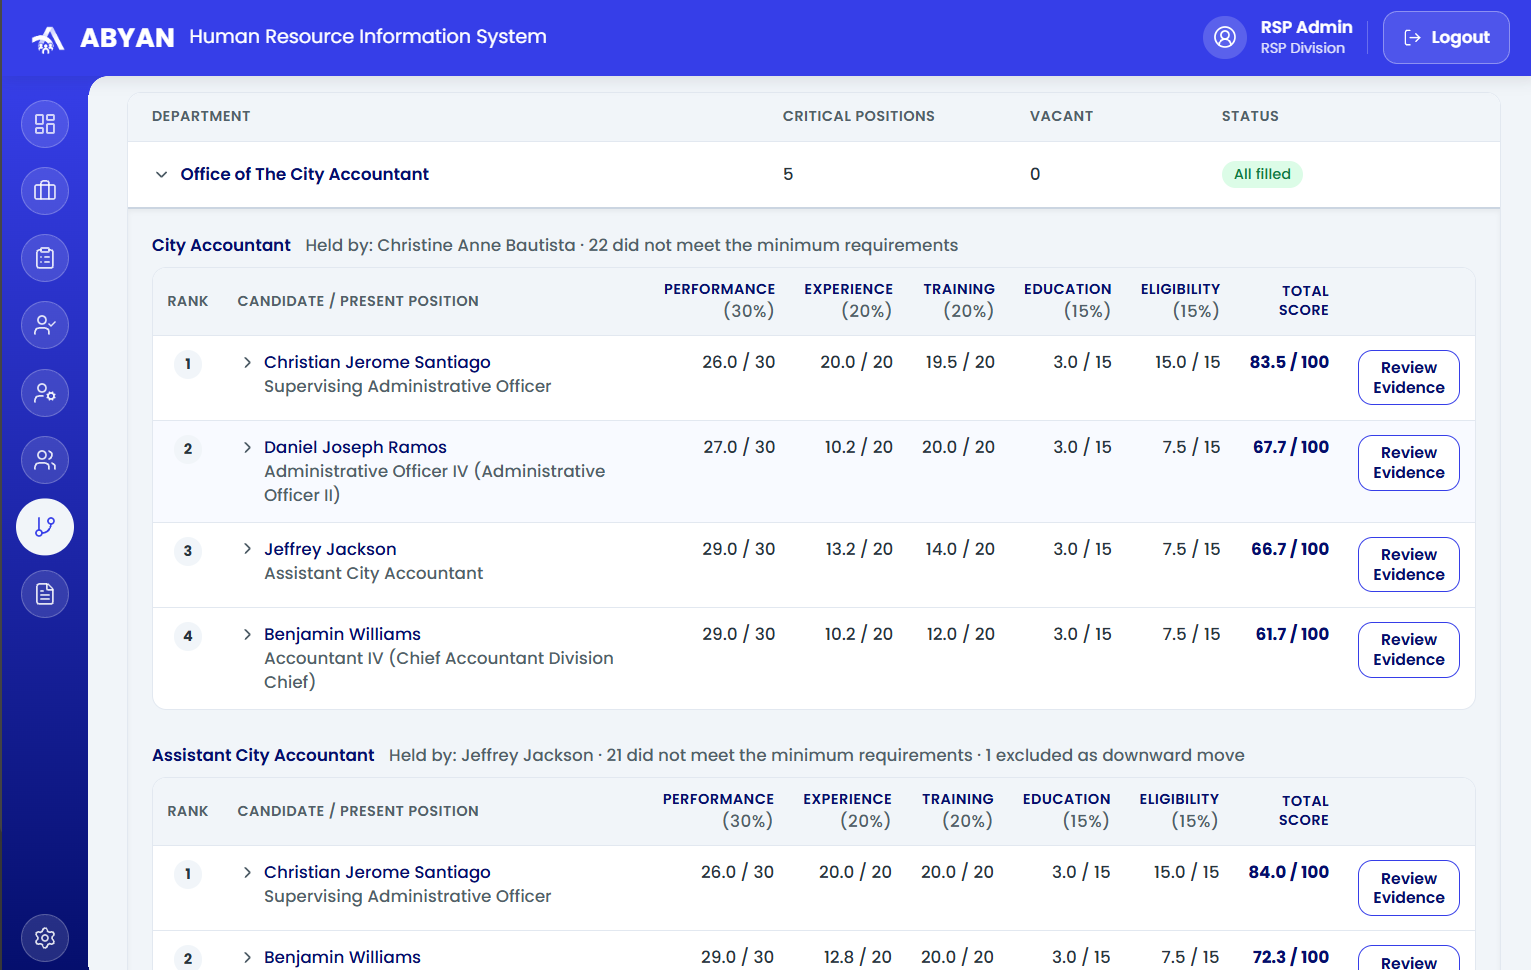 ABYAN Human Resource Information System
RSP Admin
RSP Division
Logout
DEPARTMENT CRITICAL POSITIONS VACANT STATUS
Office of The City Accountant 5 0 All filled
City Accountant Held by: Christine Anne Bautista · 22 did not meet the minimum requirements
RANK CANDIDATE / PRESENT POSITION PERFORMANCE (30%) EXPERIENCE (20%) TRAINING (20%) EDUCATION (15%) ELIGIBILITY (15%) TOTAL SCORE
1 Christian Jerome Santiago 26.0 / 30 20.0 / 20 19.5 / 20 3.0 / 15 15.0 / 15 83.5 / 100 Review Evidence
Supervising Administrative Officer
2 Daniel Joseph Ramos 27.0 / 30 10.2 / 20 20.0 / 20 3.0 / 15 7.5 / 15 67.7 / 100 Review Evidence
Administrative Officer IV (Administrative
Officer II)
3 Jeffrey Jackson 29.0 / 30 13.2 / 20 14.0 / 20 3.0 / 15 7.5 / 15 66.7 / 100 Review Evidence
Assistant City Accountant
4 Benjamin Williams 29.0 / 30 10.2 / 20 12.0 / 20 3.0 / 15 7.5 / 15 61.7 / 100 Review Evidence
Accountant IV (Chief Accountant Division
Chief)
Assistant City Accountant Held by: Jeffrey Jackson · 21 did not meet the minimum requirements · 1 excluded as downward move
RANK CANDIDATE / PRESENT POSITION PERFORMANCE (30%) EXPERIENCE (20%) TRAINING (20%) EDUCATION (15%) ELIGIBILITY (15%) TOTAL SCORE
1 Christian Jerome Santiago 26.0 / 30 20.0 / 20 20.0 / 20 3.0 / 15 15.0 / 15 84.0 / 100 Review Evidence
Supervising Administrative Officer
2 Benjamin Williams 29.0 / 30 12.8 / 20 20.0 / 20 3.0 / 15 7.5 / 15 72.3 / 100 Review